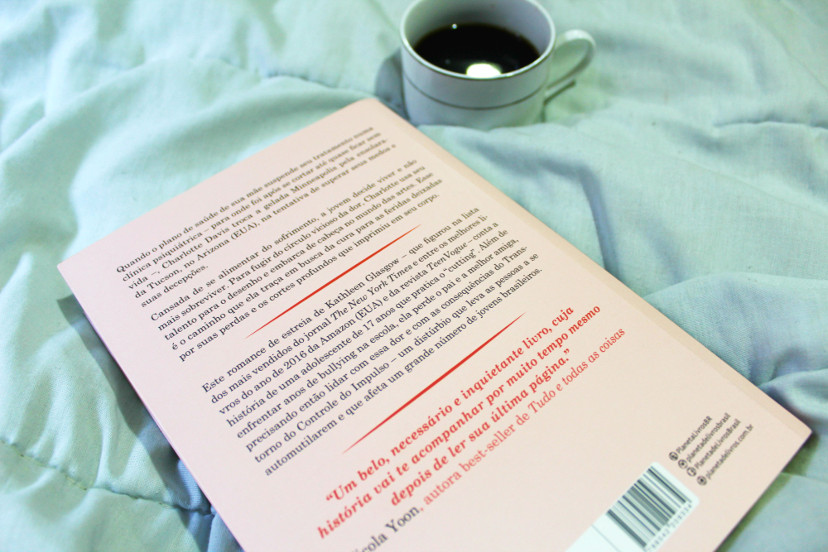 Quando o plano de saúde de sua mãe suspende seu tratamento numa
clínica psiquiátrica – para onde foi após se cortar até quase ficar sem
vida –, Charlotte Davis troca a gelada Minneapolis pela ensolara-
da Tucson, no Arizona (EUA), na tentativa de superar seus medos e
suas decepções.
Cansada de se alimentar do sofrimento, a jovem decide viver e não
mais sobreviver. Para fugir do círculo vicioso da dor, Charlotte usa seu
talento para o desenho e embarca de cabeça no mundo das artes. Esse
é o caminho que ela traça em busca da cura para as feridas deixadas
por suas perdas e os cortes profundos que imprimiu em seu corpo.
Este romance de estreia de Kathleen Glasgow – que figurou na lista
dos mais vendidos do jornal The New York Times e entre os melhores li-
vros do ano de 2016 da Amazon (EUA) e da revista TeenVogue – conta a
história de uma adolescente de 17 anos que pratica o “cutting”. Além de
enfrentar anos de bullying na escola, ela perde o pai e a melhor amiga,
precisando então lidar com essa dor e com as consequências do Trans-
torno do Controle do Impulso – um distúrbio que leva as pessoas a se
automutilarem e que afeta um grande número de jovens brasileiros.
“Um belo, necessário e inquietante livro, cuja
história vai te acompanhar por muito tempo mesmo
depois de ler sua última página.”
icola Yoon, autora best-seller de Tudo e todas as coisas
PlanetaLivrosBR
planetadelivrosbrasil
PlanetadeLivrosBrasil
planetadelivros.com.br